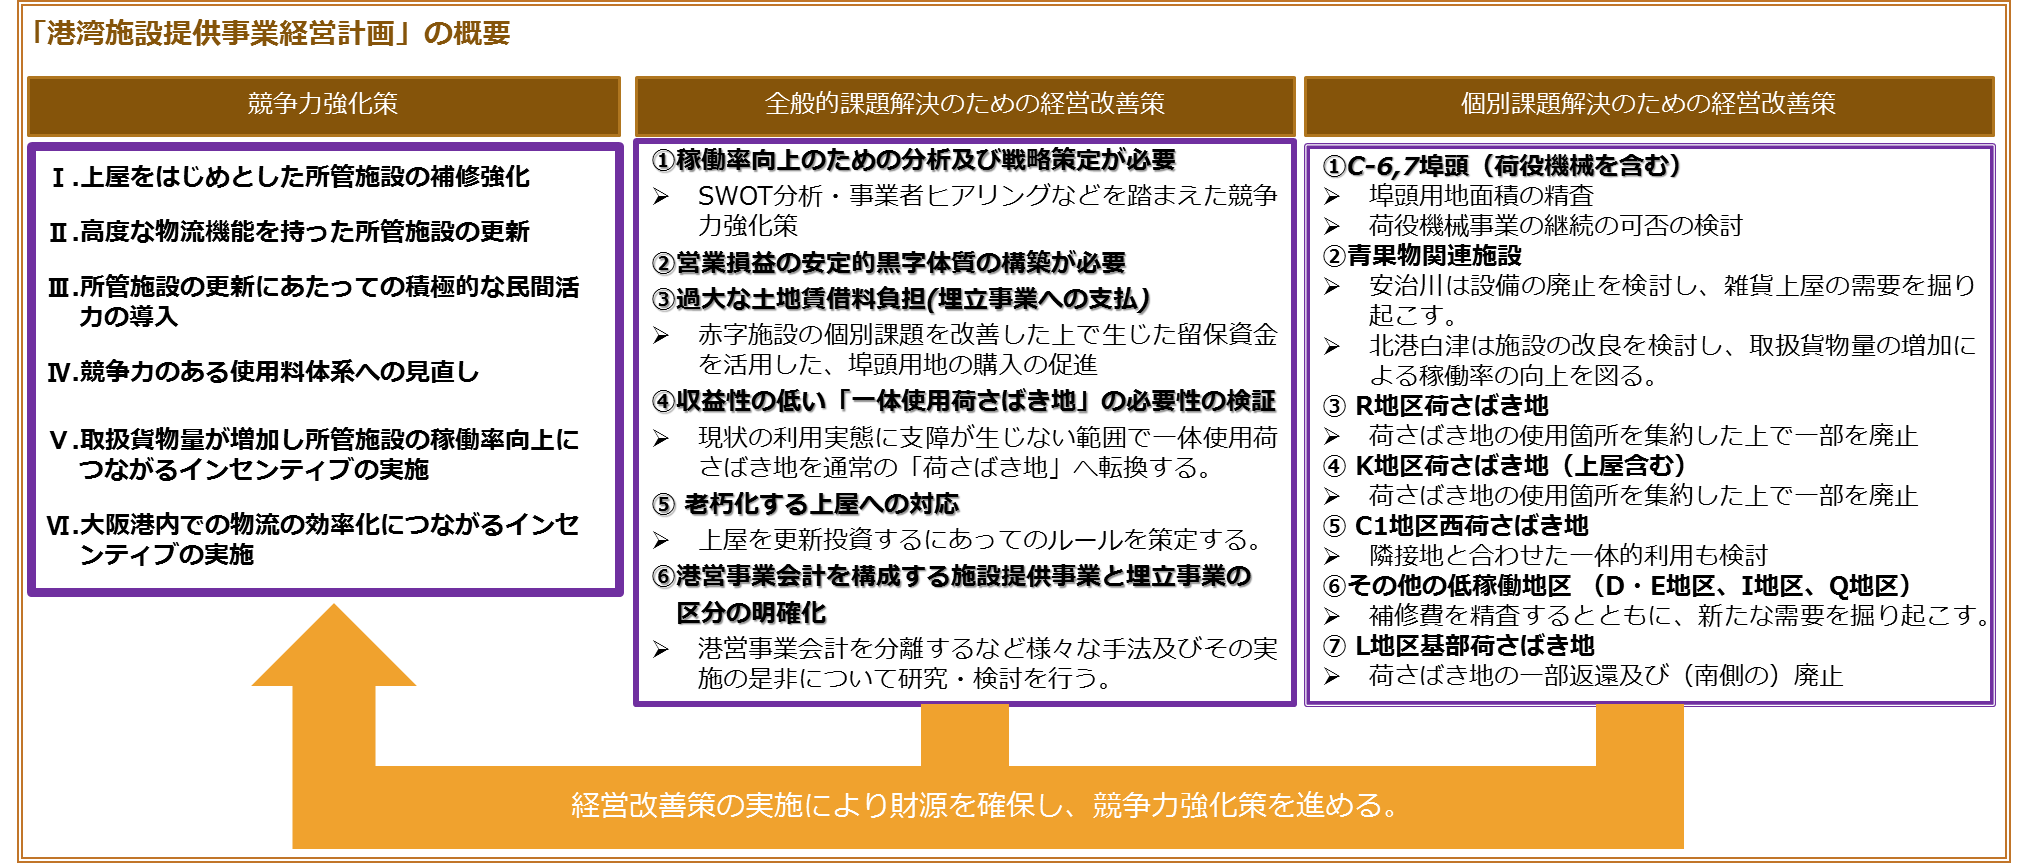 「港湾施設提供事業経営計画」の概要
競争力強化策
Ⅰ.上屋をはじめとした所管施設の補修強化
Ⅱ.高度な物流機能を持った所管施設の更新
Ⅲ.所管施設の更新にあたっての積極的な民間活
力の導入
Ⅳ.競争力のある使用料体系への見直し
Ⅴ.取扱貨物量が増加し所管施設の稼働率向上に
つながるインセンティブの実施
Ⅵ.大阪港内での物流の効率化につながるインセ
ンティブの実施
全般的課題解決のための経営改善策
①稼働率向上のための分析及び戦略策定が必要
➢ SWOT分析・事業者ヒアリングなどを踏まえた競争
力強化策
②営業損益の安定的黒字体質の構築が必要
③過大な土地賃借料負担(埋立事業への支払)
➢ 赤字施設の個別課題を改善した上で生じた留保資金
を活用した、埠頭用地の購入の促進
④収益性の低い「一体使用荷さばき地」の必要性の検証
➢ 現状の利用実態に支障が生じない範囲で一体使用荷
さばき地を通常の「荷さばき地」へ転換する。
⑤ 老朽化する上屋への対応
➢ 上屋を更新投資するにあってのルールを策定する。
⑥港営事業会計を構成する施設提供事業と埋立事業の
区分の明確化
➢ 港営事業会計を分離するなど様々な手法及びその実
施の是非について研究・検討を行う。
個別課題解決のための経営改善策
①C-6,7埠頭（荷役機械を含む）
➢ 埠頭用地面積の精査
➢ 荷役機械事業の継続の可否の検討
②青果物関連施設
➢ 安治川は設備の廃止を検討し、雑貨上屋の需要を掘り
起こす。
➢ 北港白津は施設の改良を検討し、取扱貨物量の増加に
よる稼働率の向上を図る。
③ R地区荷さばき地
➢ 荷さばき地の使用箇所を集約した上で一部を廃止
④ K地区荷さばき地（上屋含む）
➢ 荷さばき地の使用箇所を集約した上で一部を廃止
⑤ C1地区西荷さばき地
➢ 隣接地と合わせた一体的利用も検討
⑥その他の低稼働地区 （D・E地区、I地区、Q地区）
➢ 補修費を精査するとともに、新たな需要を掘り起こす。
⑦ L地区基部荷さばき地
➢ 荷さばき地の一部返還及び（南側の）廃止
経営改善策の実施により財源を確保し、競争力強化策を進める。